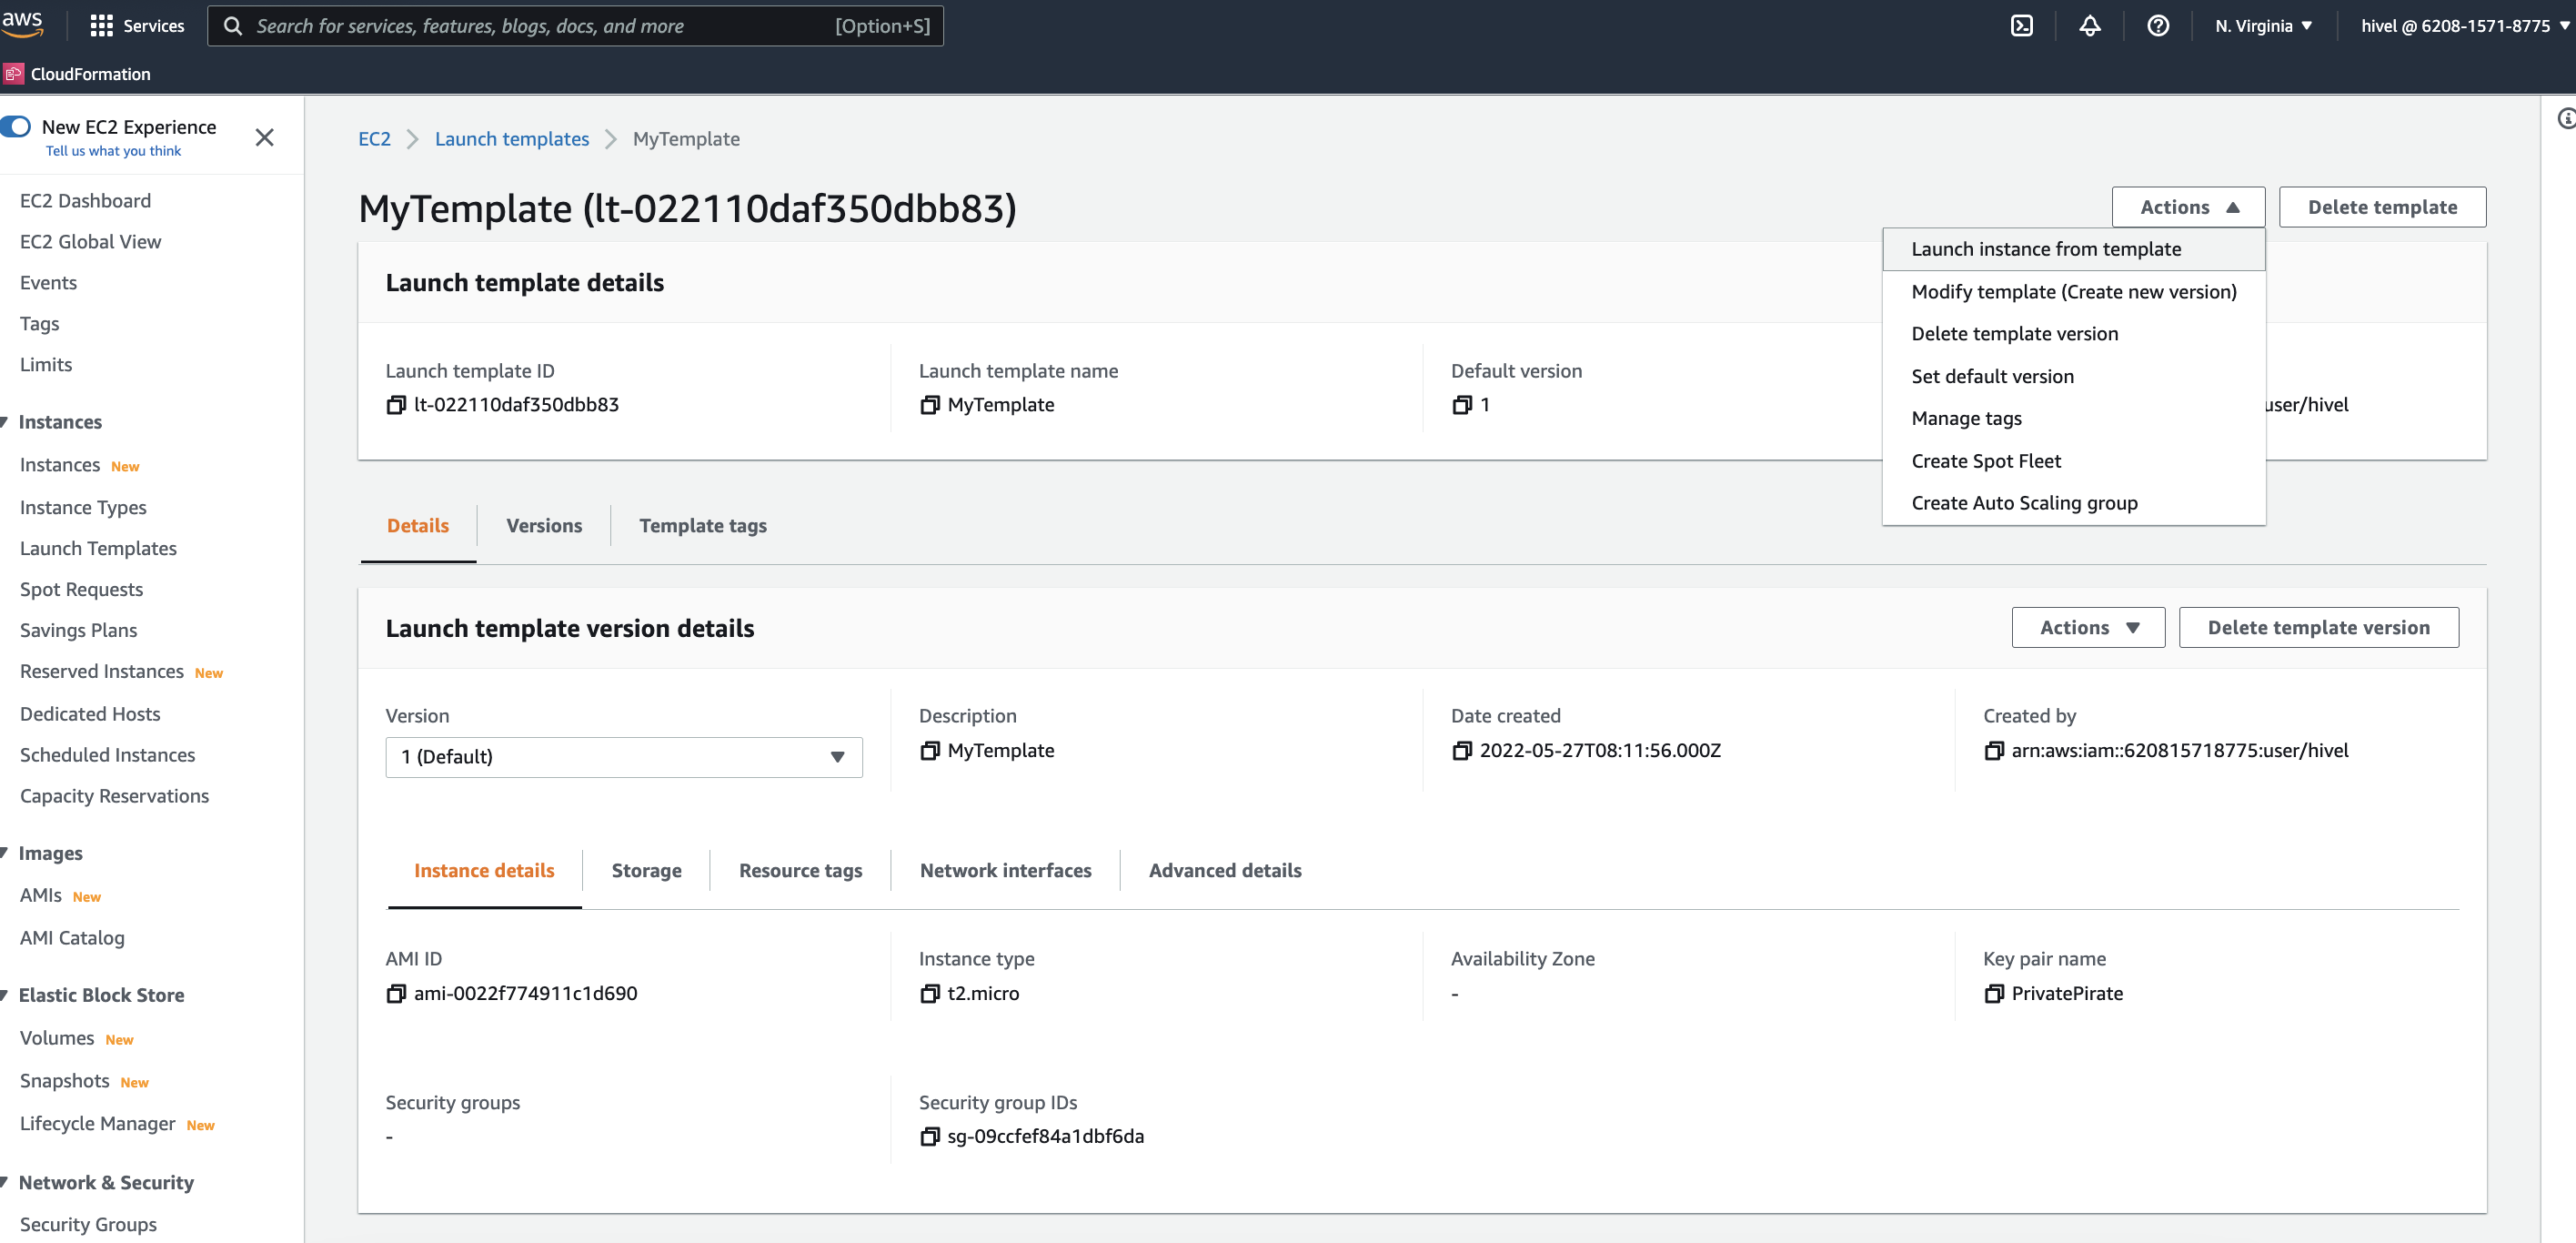 aws
Services
Search for services, features, blogs, docs, and more [Option+S]
N. Virginia
hivel @ 6208-1571-8775
CloudFormation
New EC2 Experience
Tell us what you think
EC2 Dashboard
EC2 Global View
Events
Tags
Limits
Instances
Instances New
Instance Types
Launch Templates
Spot Requests
Savings Plans
Reserved Instances New
Dedicated Hosts
Scheduled Instances
Capacity Reservations
Images
AMIs New
AMI Catalog
Elastic Block Store
Volumes New
Snapshots New
Lifecycle Manager New
Network & Security
Security Groups
EC2 Launch templates MyTemplate
MyTemplate (lt-022110daf350dbb83)
Actions
Delete template
Launch instance from template
Modify template (Create new version)
Delete template version
Set default version
Manage tags
Create Spot Fleet
Create Auto Scaling group
Launch template details
Launch template ID
lt-022110daf350dbb83
Launch template name
MyTemplate
Default version
1
user/hivel
Details Versions Template tags
Launch template version details
Actions
Delete template version
Version
1 (Default)
Description
MyTemplate
Date created
2022-05-27T08:11:56.000Z
Created by
arn:aws:iam::620815718775:user/hivel
Instance details Storage Resource tags Network interfaces Advanced details
AMI ID
ami-0022f774911c1d690
Instance type
t2.micro
Availability Zone
-
Key pair name
PrivatePirate
Security groups
-
Security group IDs
sg-09ccfef84a1dbf6da